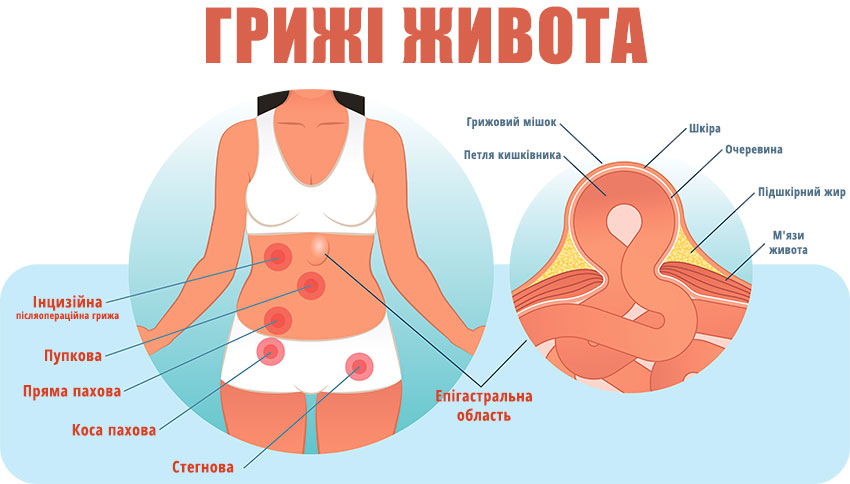 ГРИЖІ ЖИВОТА
Грижовий мішок
Петля кишківника
Шкіра
Очеревина
Підшкірний жир
М'язи
живота
Інцизійна
післяопераційна грижа
Пупкова
Пряма пахова
Коса пахова
Стегнова
Епігастральна
область